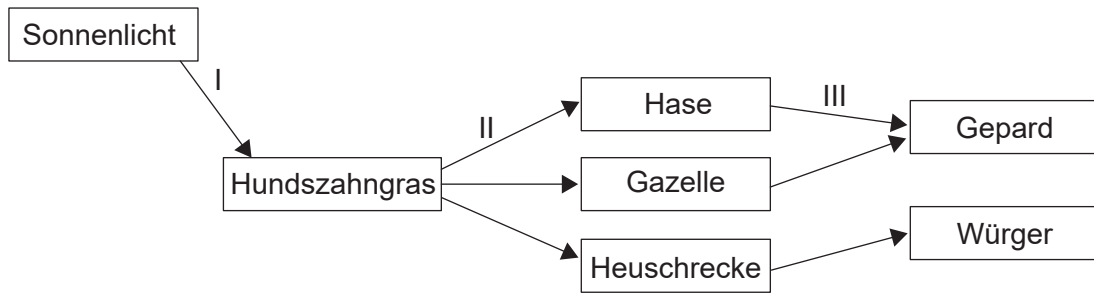 Sonnenlicht
I
Hase
III
Gepard
II
Hundszahngras
Gazelle
Würger
Heuschrecke